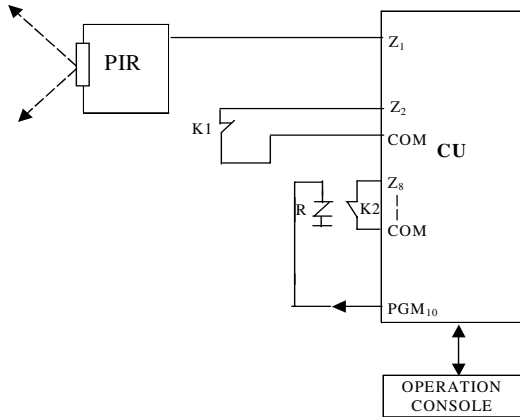 PIR
Z1
K1
Z2
COM
CU
R
K2
Z8
COM
PGM10
OPERATION
CONSOLE